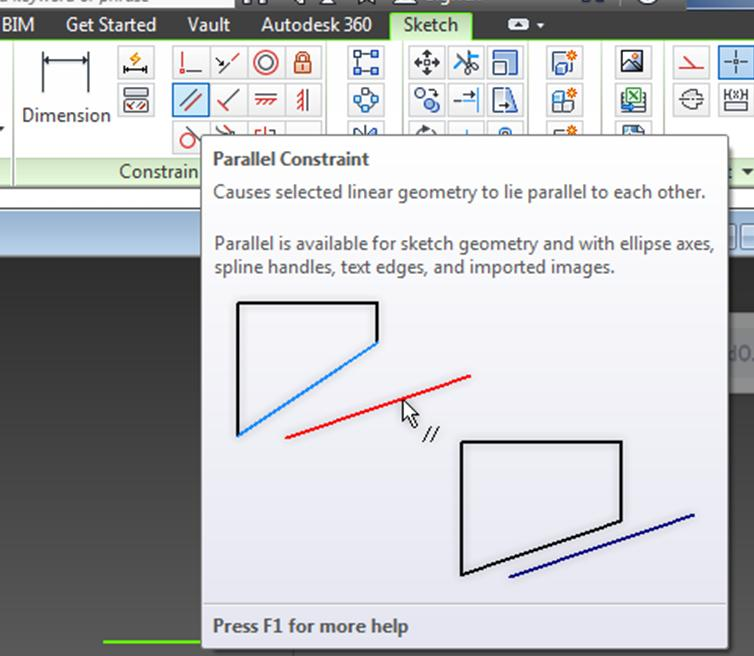 BIM Get Started Vault Autodesk 360 Sketch
Dimension
Constrain
Parallel Constraint
Causes selected linear geometry to lie parallel to each other.
Parallel is available for sketch geometry and with ellipse axes,
spline handles, text edges, and imported images.
Press F1 for more help